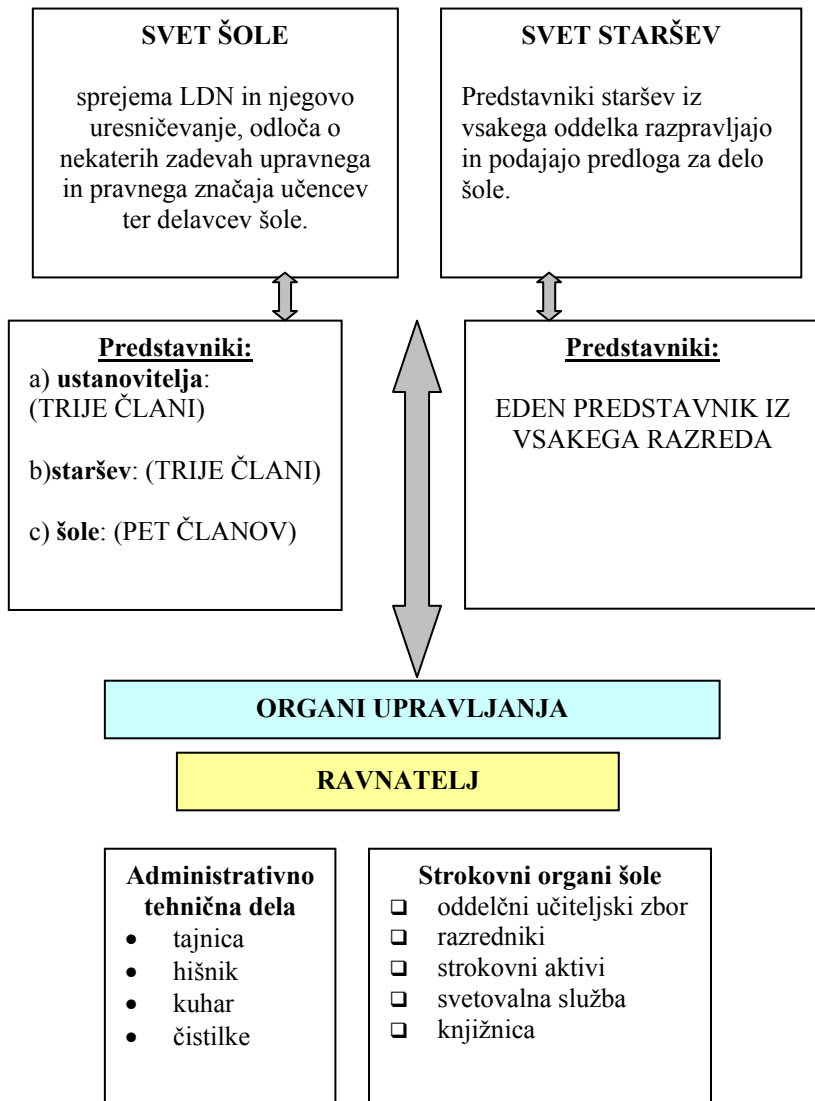 SVET ŠOLE
sprejema LDN in njegovo
uresničevanje, odloča o
nekaterih zadevah upravnega
in pravnega značaja učencev
ter delavcev šole.
SVET STARŠEV
Predstavniki staršev iz
vsakega oddelka razpravljajo
in podajajo predloga za delo
šole.
Predstavniki:
a) ustanovitelja:
(TRIJE ČLANI)
b)staršev: (TRIJE ČLANI)
c) šole: (PET ČLANOV)
Predstavniki:
EDEN PREDSTAVNIK IZ
VSAKEGA RAZREDA
ORGANI UPRAVLJANJA
RAVNATELJ
Administrativno
tehnična dela
• tajnica
• hišnik
• kuhar
• čistilke
Strokovni organi šole
❑ oddelčni učiteljski zbor
❑ razredniki
❑ strokovni aktivi
❑ svetovalna služba
❑ knjižnica